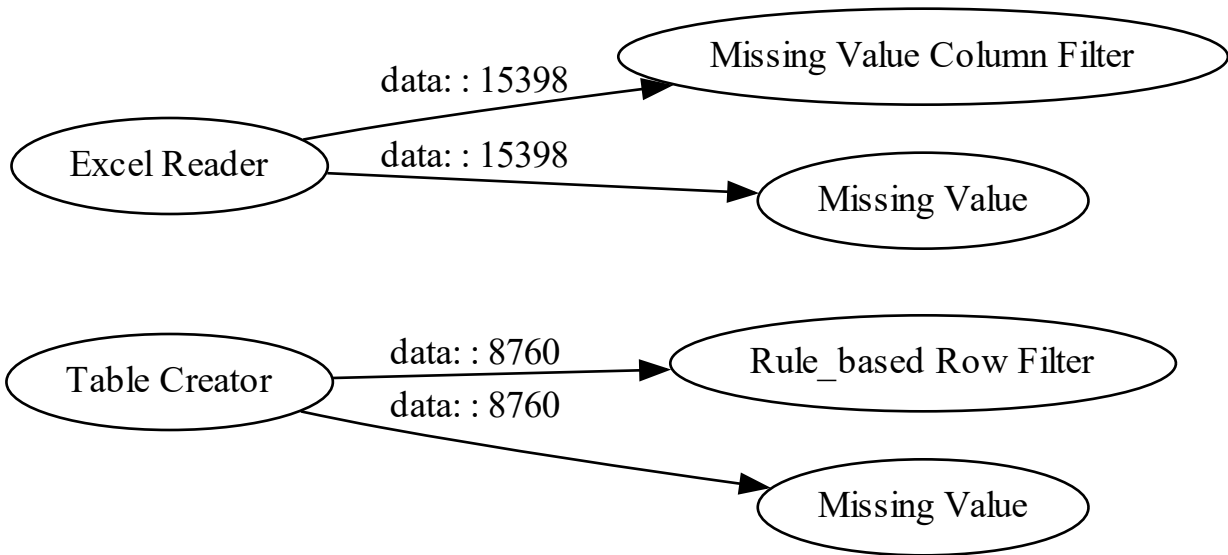 Missing Value Column Filter
data: : 15398
Excel Reader
data: : 15398
Missing Value
data: : 8760
Rule_based Row Filter
Table Creator
data: : 8760
Missing Value